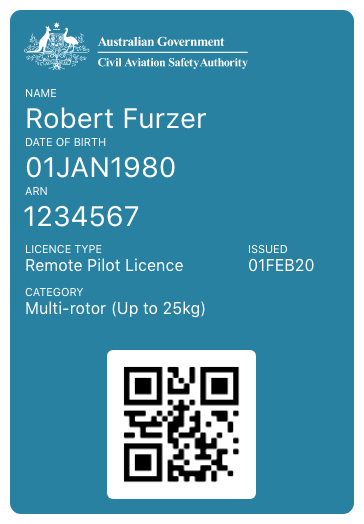 Australian Government
Civil Aviation Safety Authority
NAME
Robert Furzer
DATE OF BIRTH
01JAN1980
ARN
1234567
LICENCE TYPE
Remote Pilot Licence
ISSUED
01FEB20
CATEGORY
Multi-rotor (Up to 25kg)